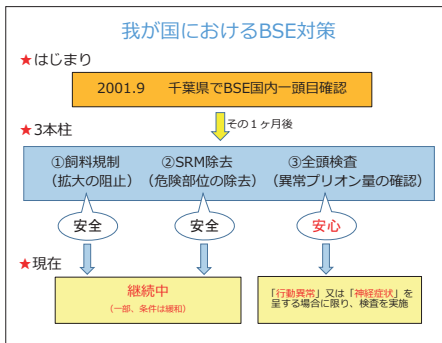 我が国におけるBSE対策
★はじまり
2001.9 千葉県でBSE国内一頭目確認
その１ヶ月後
★3本柱
①飼料規制 ②SRM除去 ③全頭検査
（拡大の阻止） （危険部位の除去） （異常プリオン量の確認）
安全 安全 安心
★現在
継続中
（一部、条件は緩和）
「行動異常」又は「神経症状」を
呈する場合に限り、検査を実施